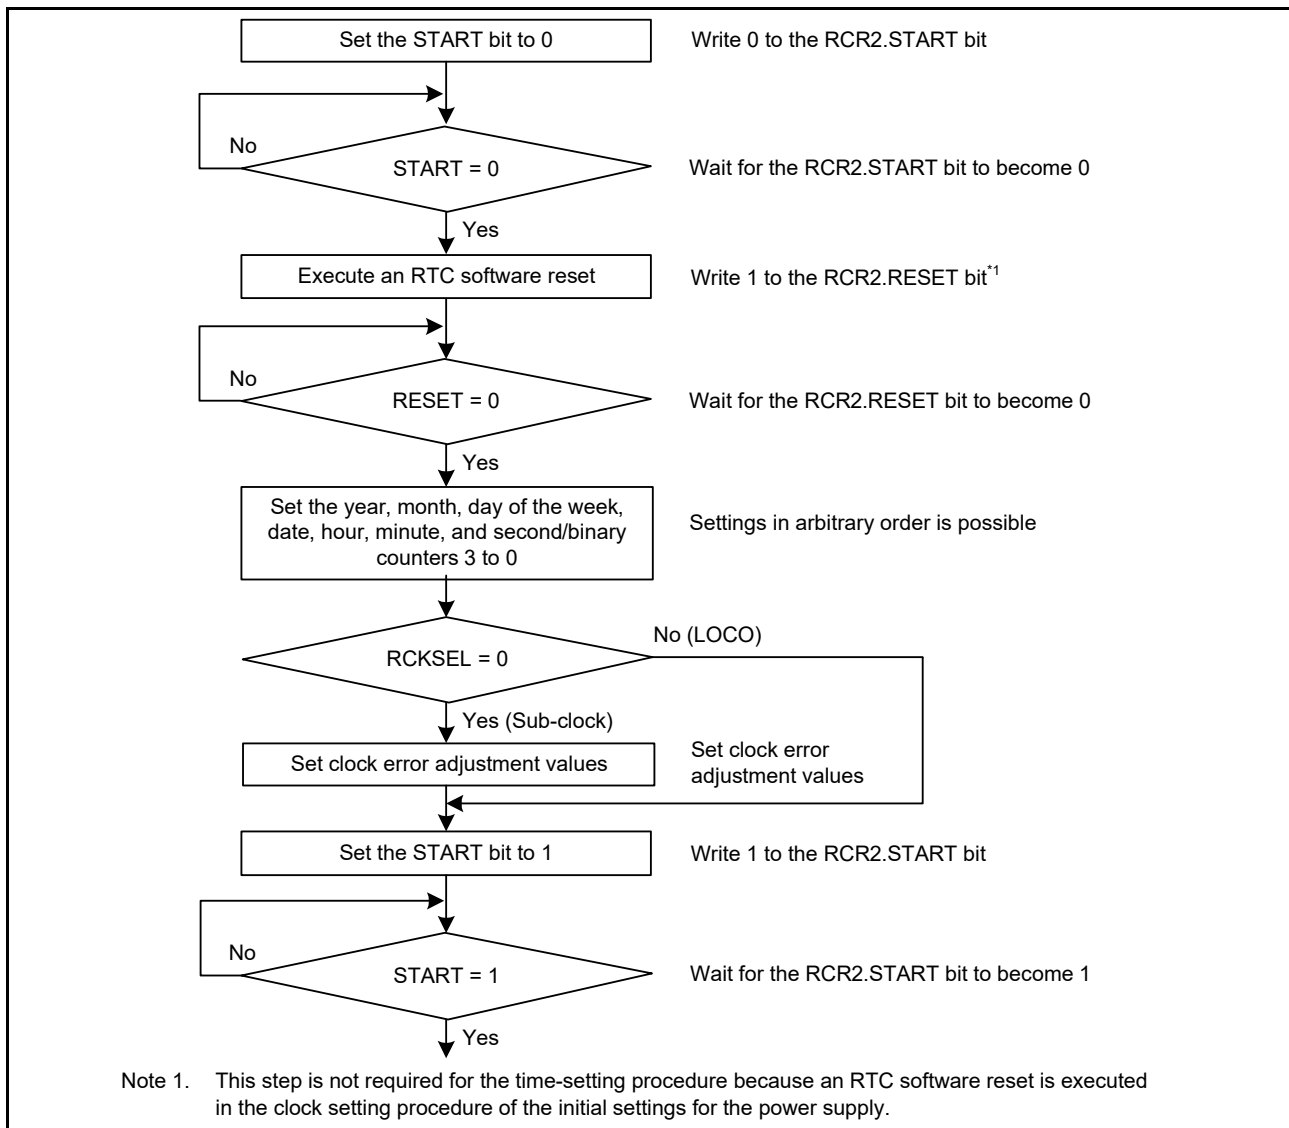 Set the START bit to 0
Write 0 to the RCR2.START bit
No
START = 0
Wait for the RCR2.START bit to become 0
Yes
Execute an RTC software reset
Write 1 to the RCR2.RESET bit*1
No
RESET = 0
Wait for the RCR2.RESET bit to become 0
Yes
Set the year, month, day of the week,
date, hour, minute, and second/binary
counters 3 to 0
Settings in arbitrary order is possible
No (LOCO)
RCKSEL = 0
Yes (Sub-clock)
Set clock error adjustment values
Set clock error
adjustment values
Set the START bit to 1
Write 1 to the RCR2.START bit
No
START = 1
Wait for the RCR2.START bit to become 1
Yes
Note 1. This step is not required for the time-setting procedure because an RTC software reset is executed
in the clock setting procedure of the initial settings for the power supply.